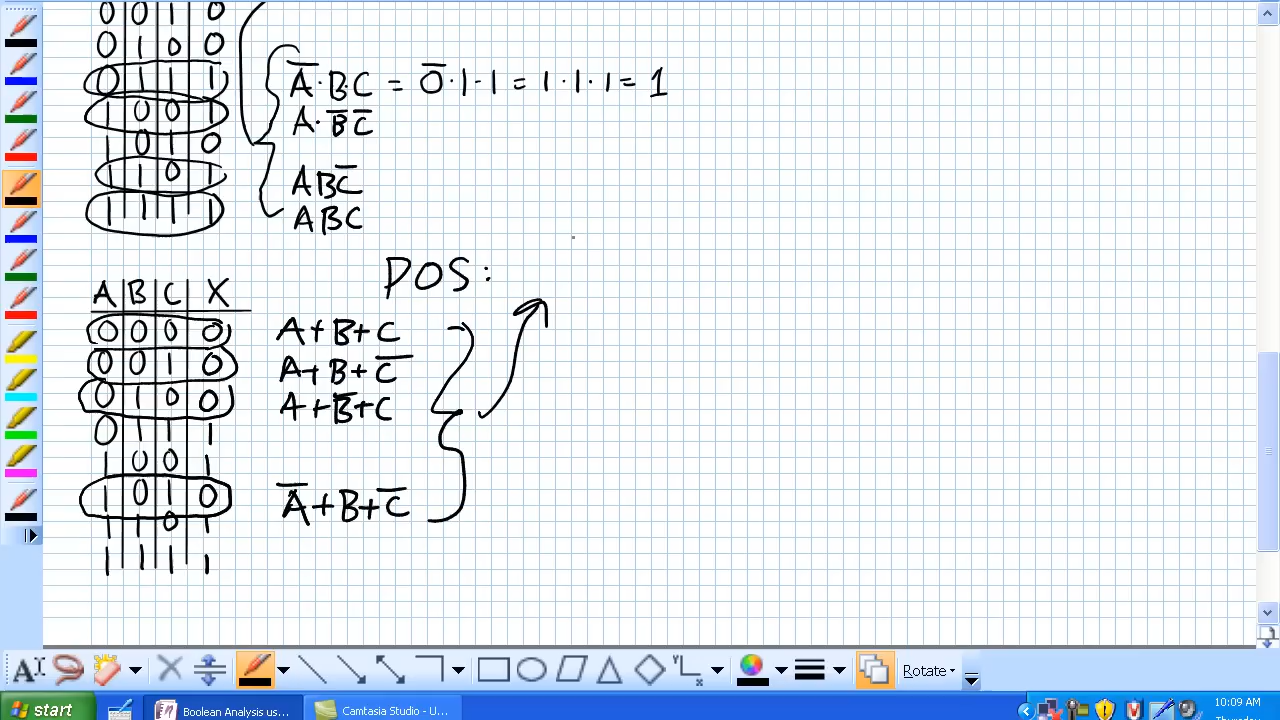 0 0 1 0
0 1 0 0
0 1 1 1
A̅·B·C = 0̅·1·1 = 1·1·1 = 1
1 0 0 1
A·B̅C̅
1 0 1 0
1 1 0 1
ABC̅
1 1 1 1
ABC
POS:
A B C X
0 0 0 0 A+B+C
0 0 1 0 A+B+C̅
0 1 0 0 A+B̅+C
0 1 1 1
1 0 0 1
1 0 1 0 A̅+B+C̅
1 1 0 1
1 1 1 1
A
Rotate
start
Boolean Analysis us...
Camtasia Studio - U...
10:09 AM